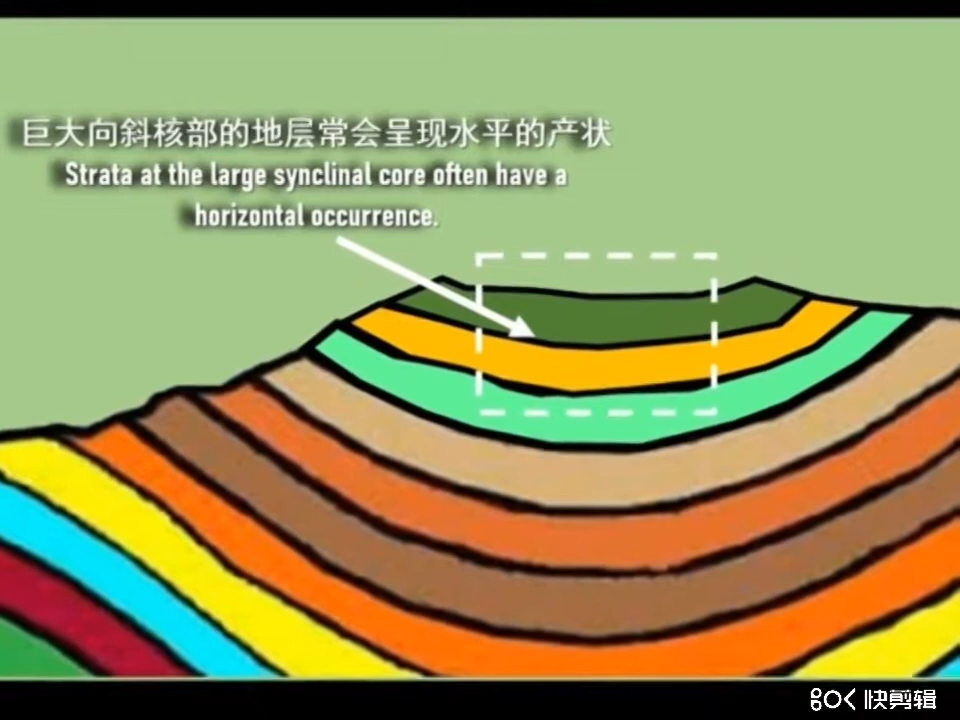 巨大向斜核部的地层常会呈现水平的产状
Strata at the large synclinal core often have a
horizontal occurrence.
快剪辑